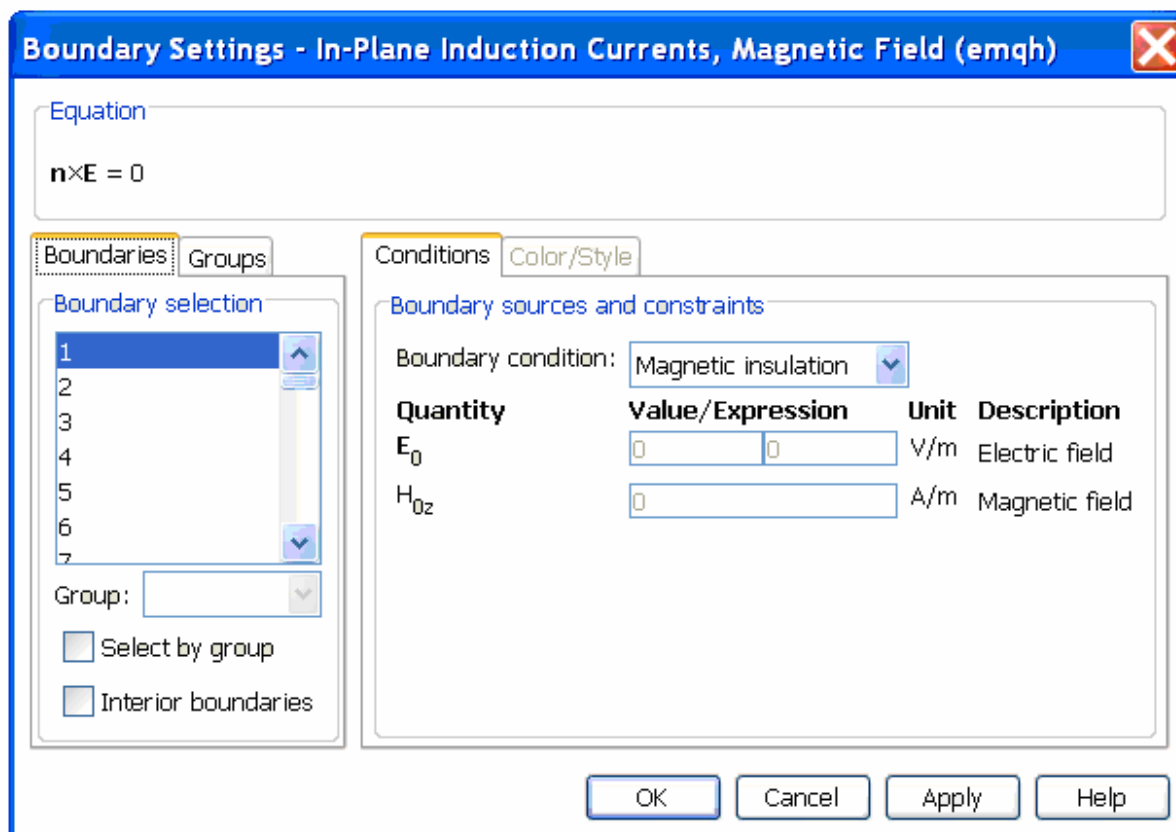 Boundary Settings - In-Plane Induction Currents, Magnetic Field (emqh)
Equation
n×E = 0
Boundaries Groups
Boundary selection
1
2
3
4
5
6
7
Group:
Select by group
Interior boundaries
Conditions Color/Style
Boundary sources and constraints
Boundary condition: Magnetic insulation
Quantity Value/Expression Unit Description
E0 0 0 V/m Electric field
H0z 0 A/m Magnetic field
OK Cancel Apply Help